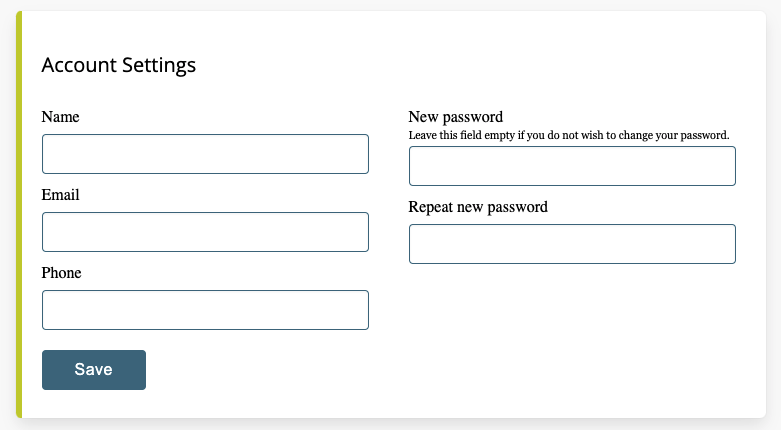 Account Settings
Name
Email
Phone
Save
New password
Leave this field empty if you do not wish to change your password.
Repeat new password